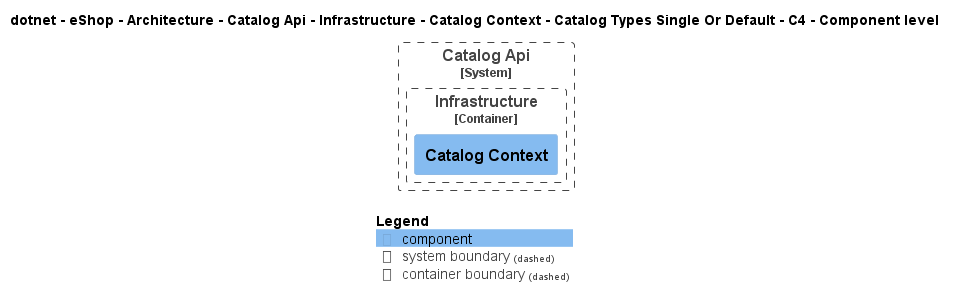 dotnet - eShop - Architecture - Catalog Api - Infrastructure - Catalog Context - Catalog Types Single Or Default - C4 - Component level
Catalog Api
[System]
Infrastructure
[Container]
Catalog Context
Legend
component
system boundary (dashed)
container boundary (dashed)